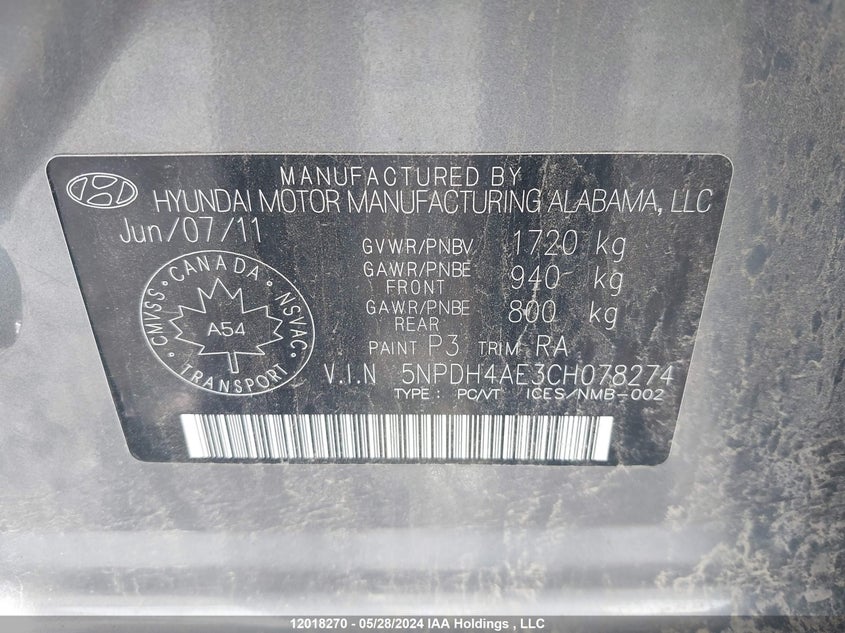 MANUFACTURED BY
HYUNDAI MOTOR MANUFACTURING ALABAMA, LLC
Jun/07/11
GVWR/PNBV 1720 kg
GAWR/PNBE FRONT 940 kg
GAWR/PNBE REAR 800 kg
PAINT P3 TRIM RA
V.I.N 5NPDH4AE3CH078274
TYPE: PC/VT ICES/NMB-002
CANADA
CMVSS
NSVAC
A54
TRANSPORT
12018270 - 05/28/2024 IAA Holdings , LLC